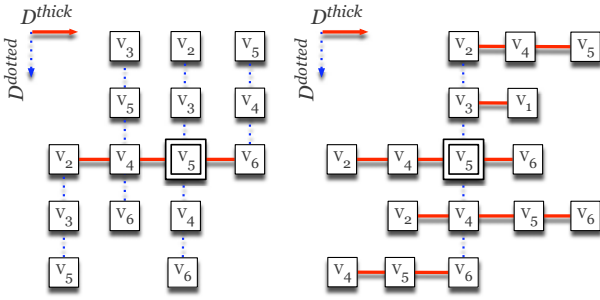 D^thick D^thick
D^dotted D^dotted
V₃ V₂ V₅ V₂ V₄ V₅
V₅ V₃ V₄ V₃ V₁
V₂ V₄ V₅ V₆ V₂ V₄ V₅ V₆
V₃ V₆ V₄ V₂ V₄ V₅ V₆
V₅ V₆ V₄ V₅ V₆